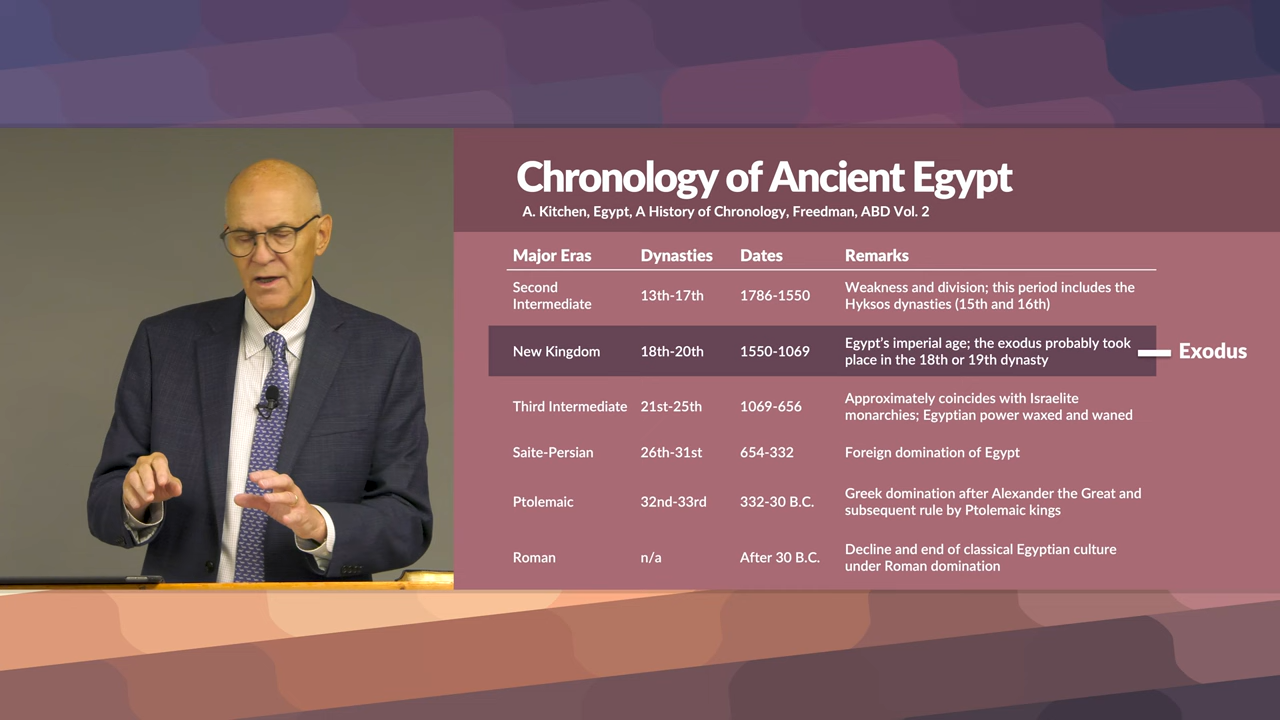 Chronology of Ancient Egypt
A. Kitchen, Egypt, A History of Chronology, Freedman, ABD Vol. 2
Major Eras Dynasties Dates Remarks
Second
Intermediate
13th-17th
1786-1550
Weakness and division; this period includes the
Hyksos dynasties (15th and 16th)
New Kingdom
18th-20th
1550-1069
Egypt's imperial age; the exodus probably took
place in the 18th or 19th dynasty
Exodus
Third Intermediate
21st-25th
1069-656
Approximately coincides with Israelite
monarchies; Egyptian power waxed and waned
Saite-Persian
26th-31st
654-332
Foreign domination of Egypt
Ptolemaic
32nd-33rd
332-30 B.C.
Greek domination after Alexander the Great and
subsequent rule by Ptolemaic kings
Roman
n/a
After 30 B.C.
Decline and end of classical Egyptian culture
under Roman domination